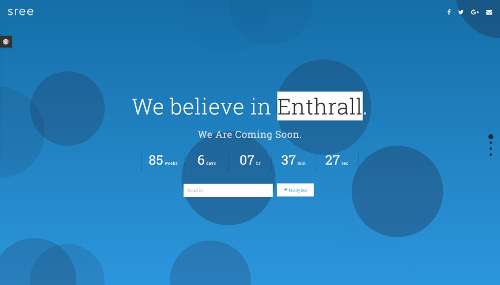 sree
We believe in Enthrall.
We Are Coming Soon.
85 weeks 6 days 07 hr 37 min 27 sec
Email id Notify Me